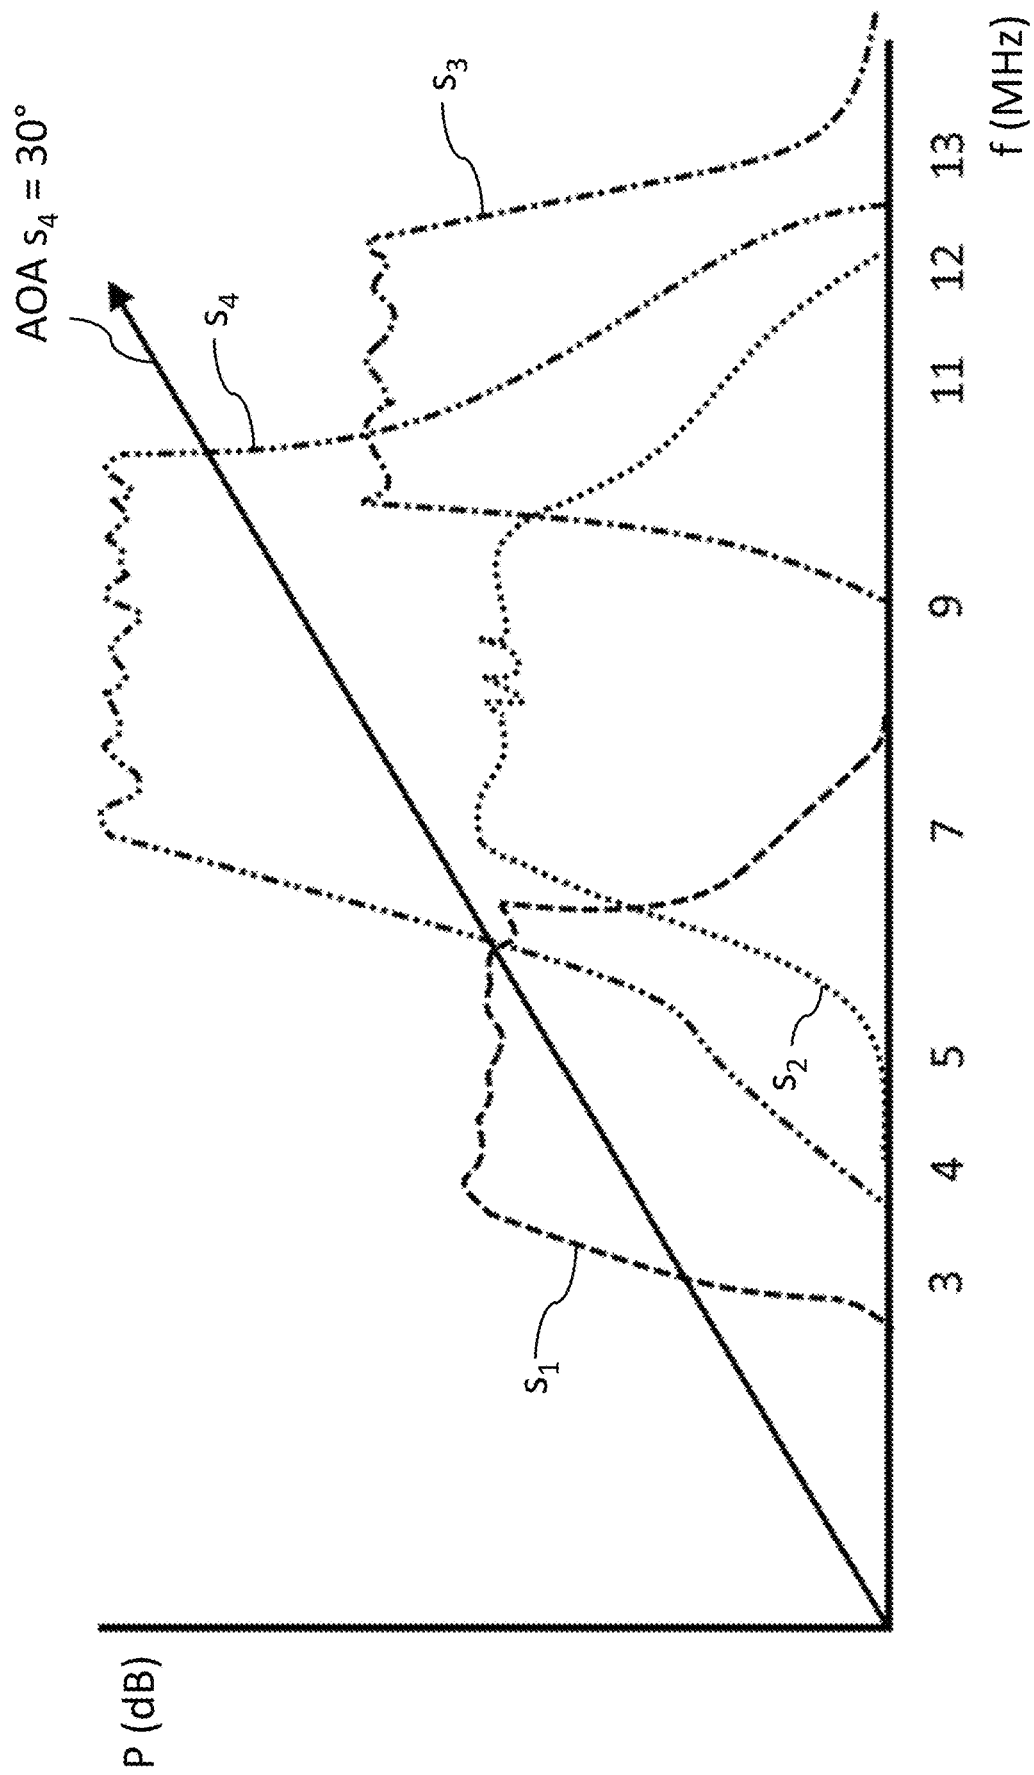 P (dB)
AOA s₄ = 30°
s₄
s₃
s₁
s₂
3 4 5 7 9 11 12 13
f (MHz)